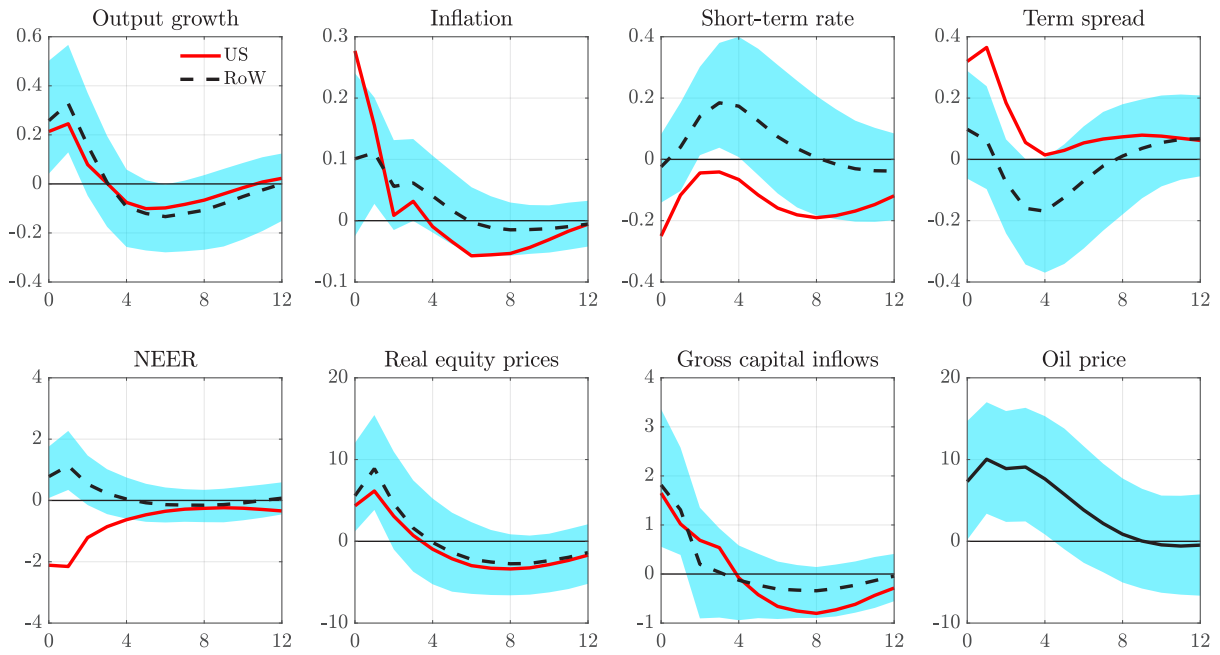 Output growth
Inflation
Short-term rate
Term spread
0.6
0.4
0.2
0
-0.2
-0.4
US
RoW
0 4 8 12
0.3
0.2
0.1
0
-0.1
0 4 8 12
0.4
0.2
0
-0.2
-0.4
0 4 8 12
0.4
0.2
0
-0.2
-0.4
0 4 8 12
NEER
Real equity prices
Gross capital inflows
Oil price
4
2
0
-2
-4
0 4 8 12
20
10
0
-10
0 4 8 12
4
3
2
1
0
-1
0 4 8 12
20
10
0
-10
0 4 8 12